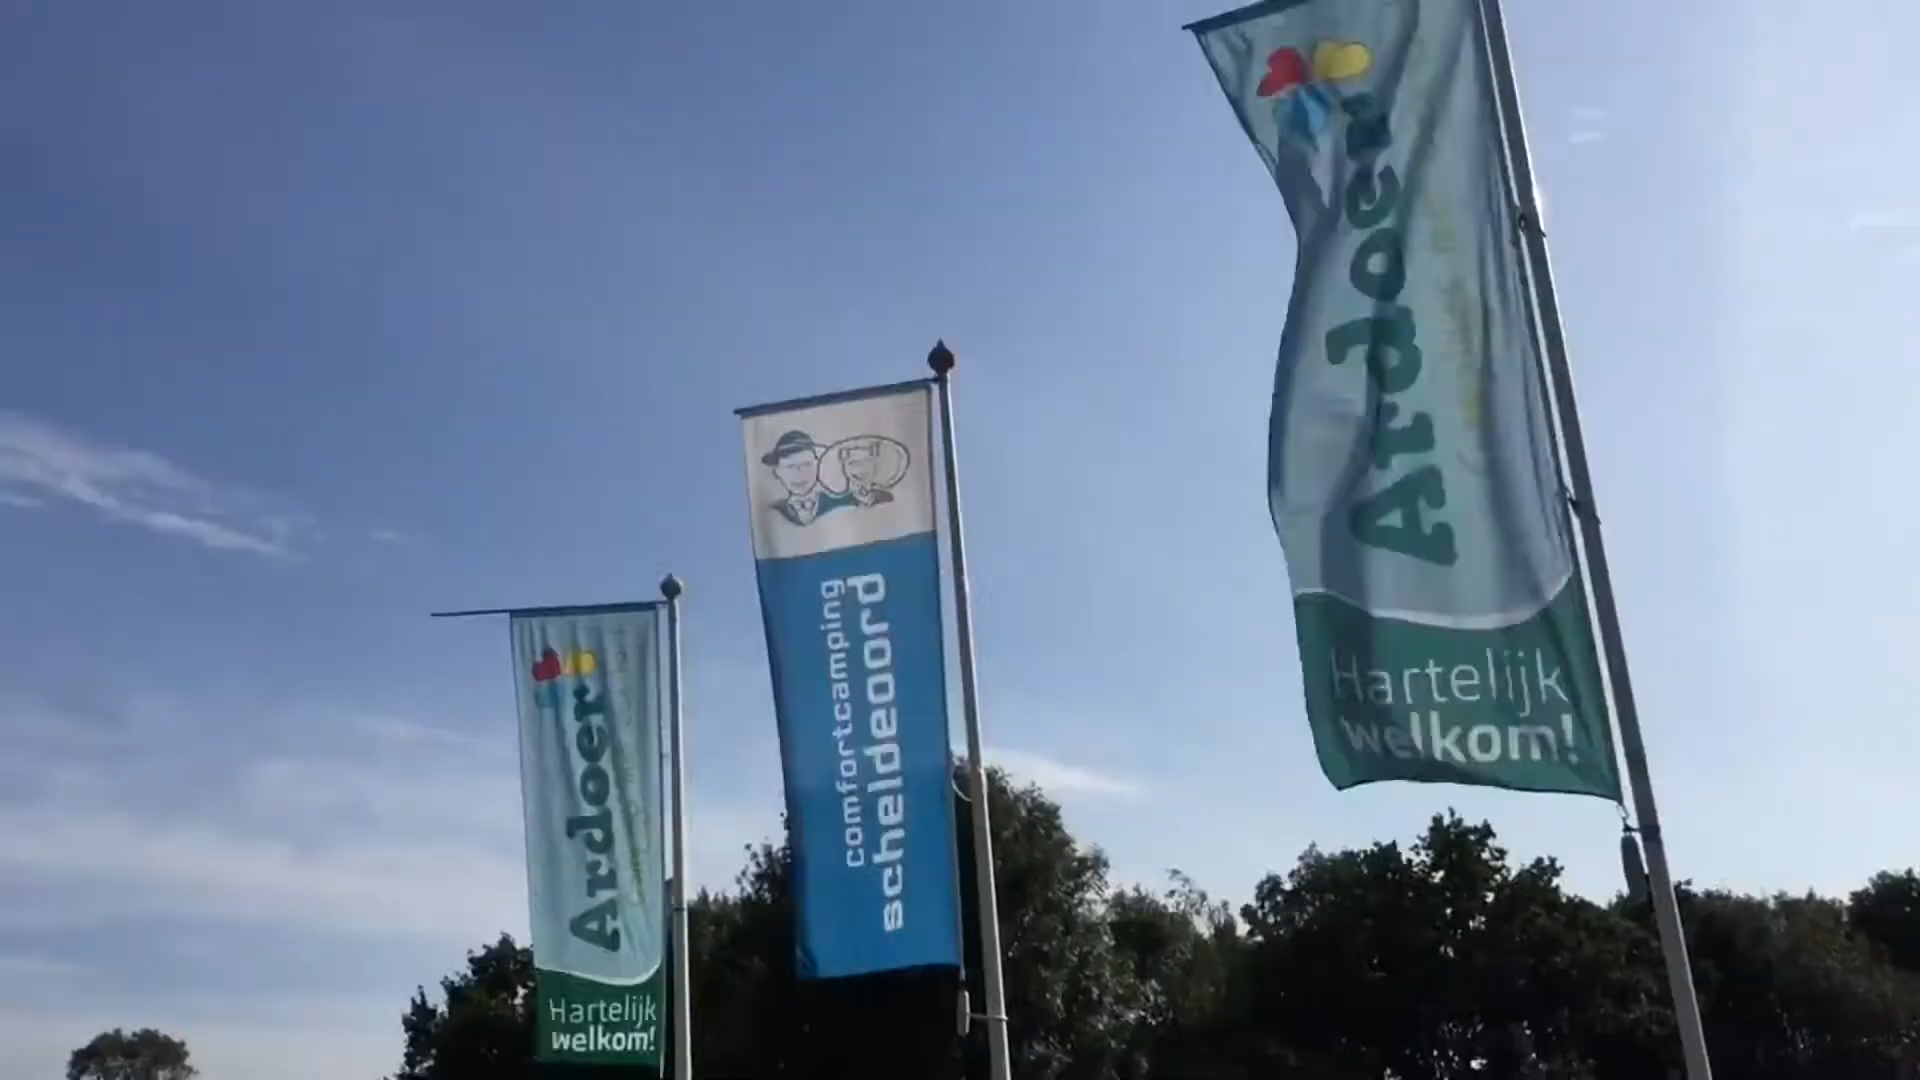 Ardoer
Hartelijk
welkom!
comfortcamping
scheldeoord
Ardoer
Hartelijk
welkom!